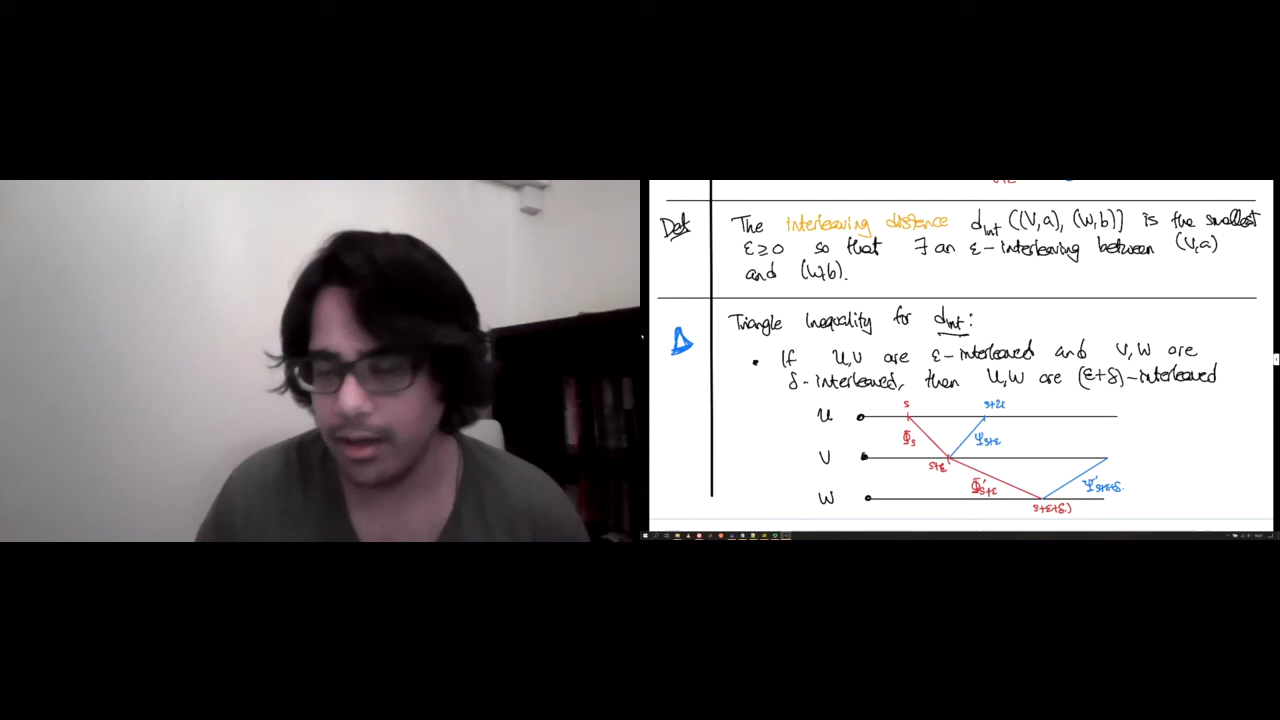 Def The interleaving distance d_int ((V,a), (W,b)) is the smallest
ε≥0 so that ∃ an ε-interleaving between (V,a)
and (W,b).
Δ Triangle Inequality for d_int:
• If U,V are ε-interleaved and V,W are
δ-interleaved, then U,W are (ε+δ)-interleaved
s s+2ε
U
Φ_s Ψ_s+ε
V
s+ε
Φ'_s+ε Ψ'_s+ε+δ.
W
s+ε+δ.)